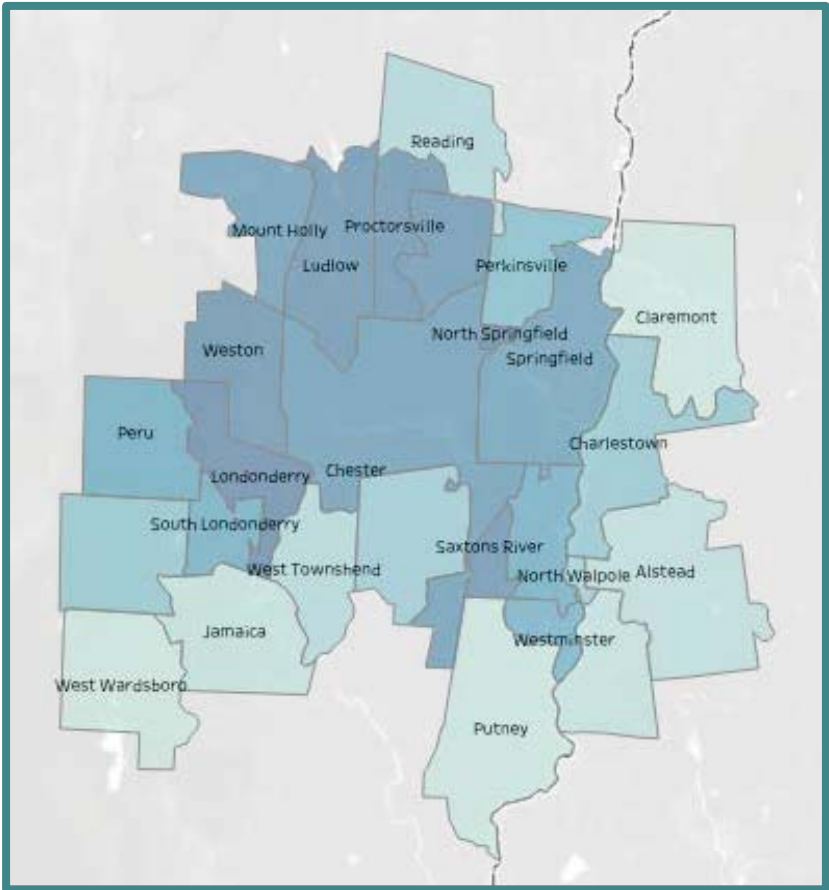 Reading
Mount Holly
Proctorsville
Ludlow
Perkinsville
Claremont
North Springfield
Weston
Springfield
Peru
Charlestown
Londonderry
Chester
South Londonderry
Saxtons River
West Townshend
North Walpole
Alstead
Jamaica
Westminster
West Wardsboro
Putney